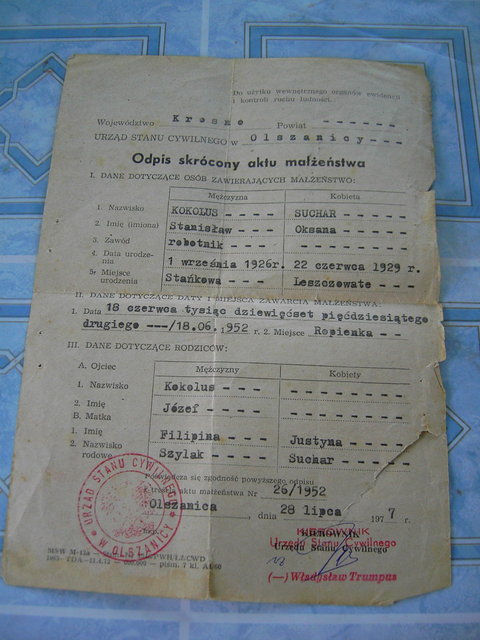 Do użytku wewnętrznego organów ewidencji
i kontroli ruchu ludności.
Województwo Krosno Powiat - - - - - -
URZĄD STANU CYWILNEGO w Olszanicy - - -
Odpis skrócony aktu małżeństwa
I. DANE DOTYCZĄCE OSÓB ZAWIERAJĄCYCH MAŁŻEŃSTWO:
Mężczyzna Kobieta
1. Nazwisko KOKOLUS - - - - SUCHAR - - - -
2. Imię (imiona) Stanisław - - - Oksana - - - -
3. Zawód robotnik - - - - - - - - - -
4. Data urodzenia 1 września 1926r. 22 czerwca 1929 r.
5. Miejsce urodzenia Stańkowa - - - - Leszczowate - -
II. DANE DOTYCZĄCE DATY I MIEJSCA ZAWARCIA MAŁŻEŃSTWA:
1. Data 18 czerwca tysiąc dziewięćset pięćdziesiątego
drugiego ---/18.06.1952 r. 2. Miejsce Ropienka - -
III. DANE DOTYCZĄCE RODZICÓW:
A. Ojciec Mężczyzny Kobiety
1. Nazwisko Kokolus - - - - - - - - - -
2. Imię Józef - - - - - - - - - - -
B. Matka
1. Imię Filipina - - - - Justyna - - - -
2. Nazwisko rodowe Szylak - - - - Suchar - - - -
Poświadcza się zgodność powyższego odpisu
z treścią aktu małżeństwa Nr 26/1952
Olszanica, dnia 28 lipca 1977 r.
URZĄD STANU CYWILNEGO
W OLSZANICY
KIEROWNIK
KIEROWNIK
Urzędu Stanu Cywilnego
Urzędu Stanu Cywilnego
(—) Władysław Trumpus